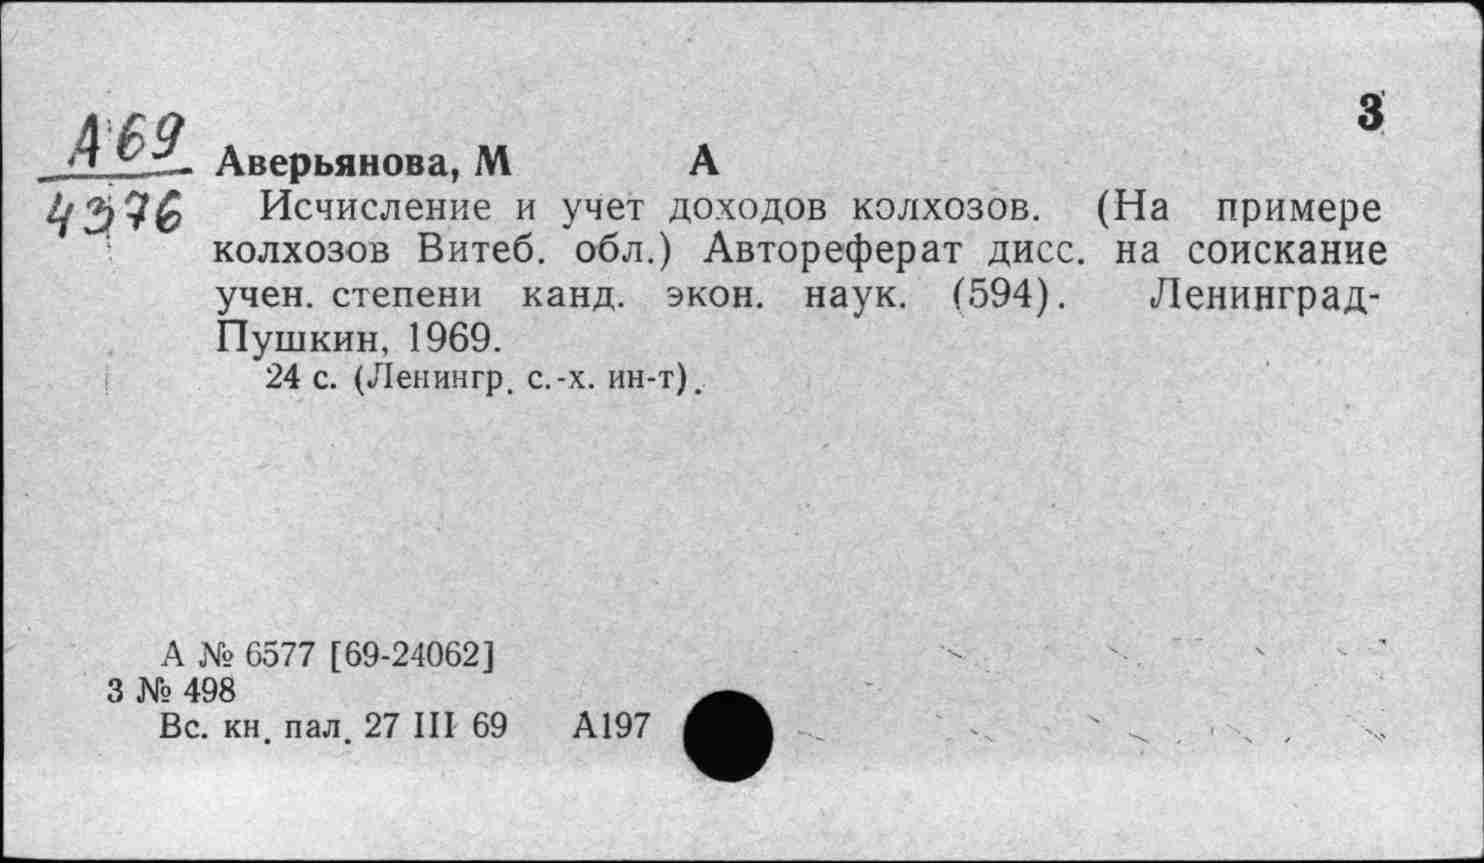 З
А69
4376
Аверьянова, М А
Исчисление и учет доходов колхозов. (На примере
колхозов Витеб. обл.) Автореферат дисс. на соискание
учен. степени канд. экон. наук. (594). Ленинград-
Пушкин, 1969.
24 с. (Ленингр. с.-х. ин-т).
А № 6577 [69-24062]
З № 498
Вс. кн. пал. 27 III 69 А197